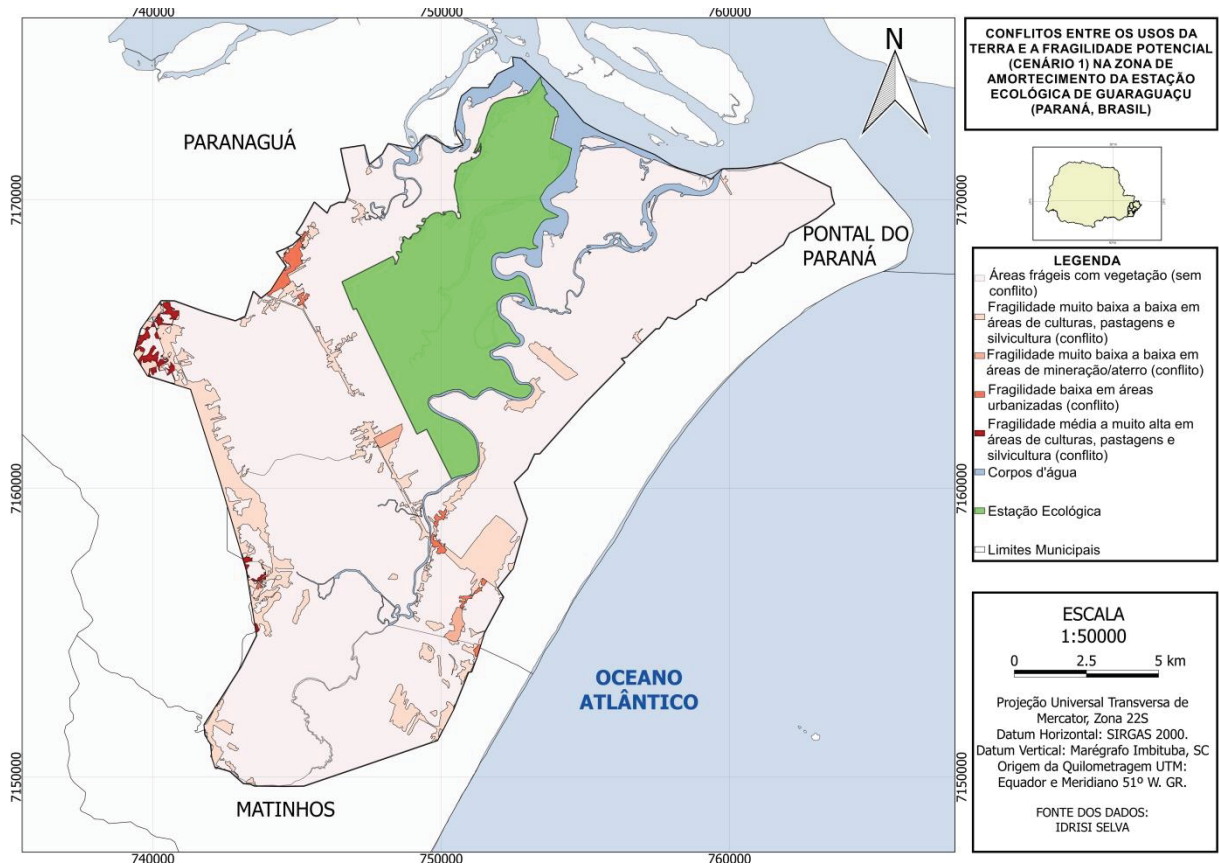 740000
750000
760000
7170000
7160000
7150000
PARANAGUÁ
N
PONTAL DO
PARANÁ
OCEANO
ATLÂNTICO
MATINHOS
7170000
7160000
7150000
740000
750000
760000
CONFLITOS ENTRE OS USOS DA
TERRA E A FRAGILIDADE POTENCIAL
(CENÁRIO 1) NA ZONA DE
AMORTECIMENTO DA ESTAÇÃO
ECOLÓGICA DE GUARAGUAÇU
(PARANÁ, BRASIL)
LEGENDA
Áreas frágeis com vegetação (sem
conflito)
Fragilidade muito baixa a baixa em
áreas de culturas, pastagens e
silvicultura (conflito)
Fragilidade muito baixa a baixa em
áreas de mineração/aterro (conflito)
Fragilidade baixa em áreas
urbanizadas (conflito)
Fragilidade média a muito alta em
áreas de culturas, pastagens e
silvicultura (conflito)
Corpos d'água
Estação Ecológica
Limites Municipais
ESCALA
1:50000
0 2.5 5 km
Projeção Universal Transversa de
Mercator, Zona 22S
Datum Horizontal: SIRGAS 2000.
Datum Vertical: Marégrafo Imbituba, SC
Origem da Quilometragem UTM:
Equador e Meridiano 51º W. GR.
FONTE DOS DADOS:
IDRISI SELVA